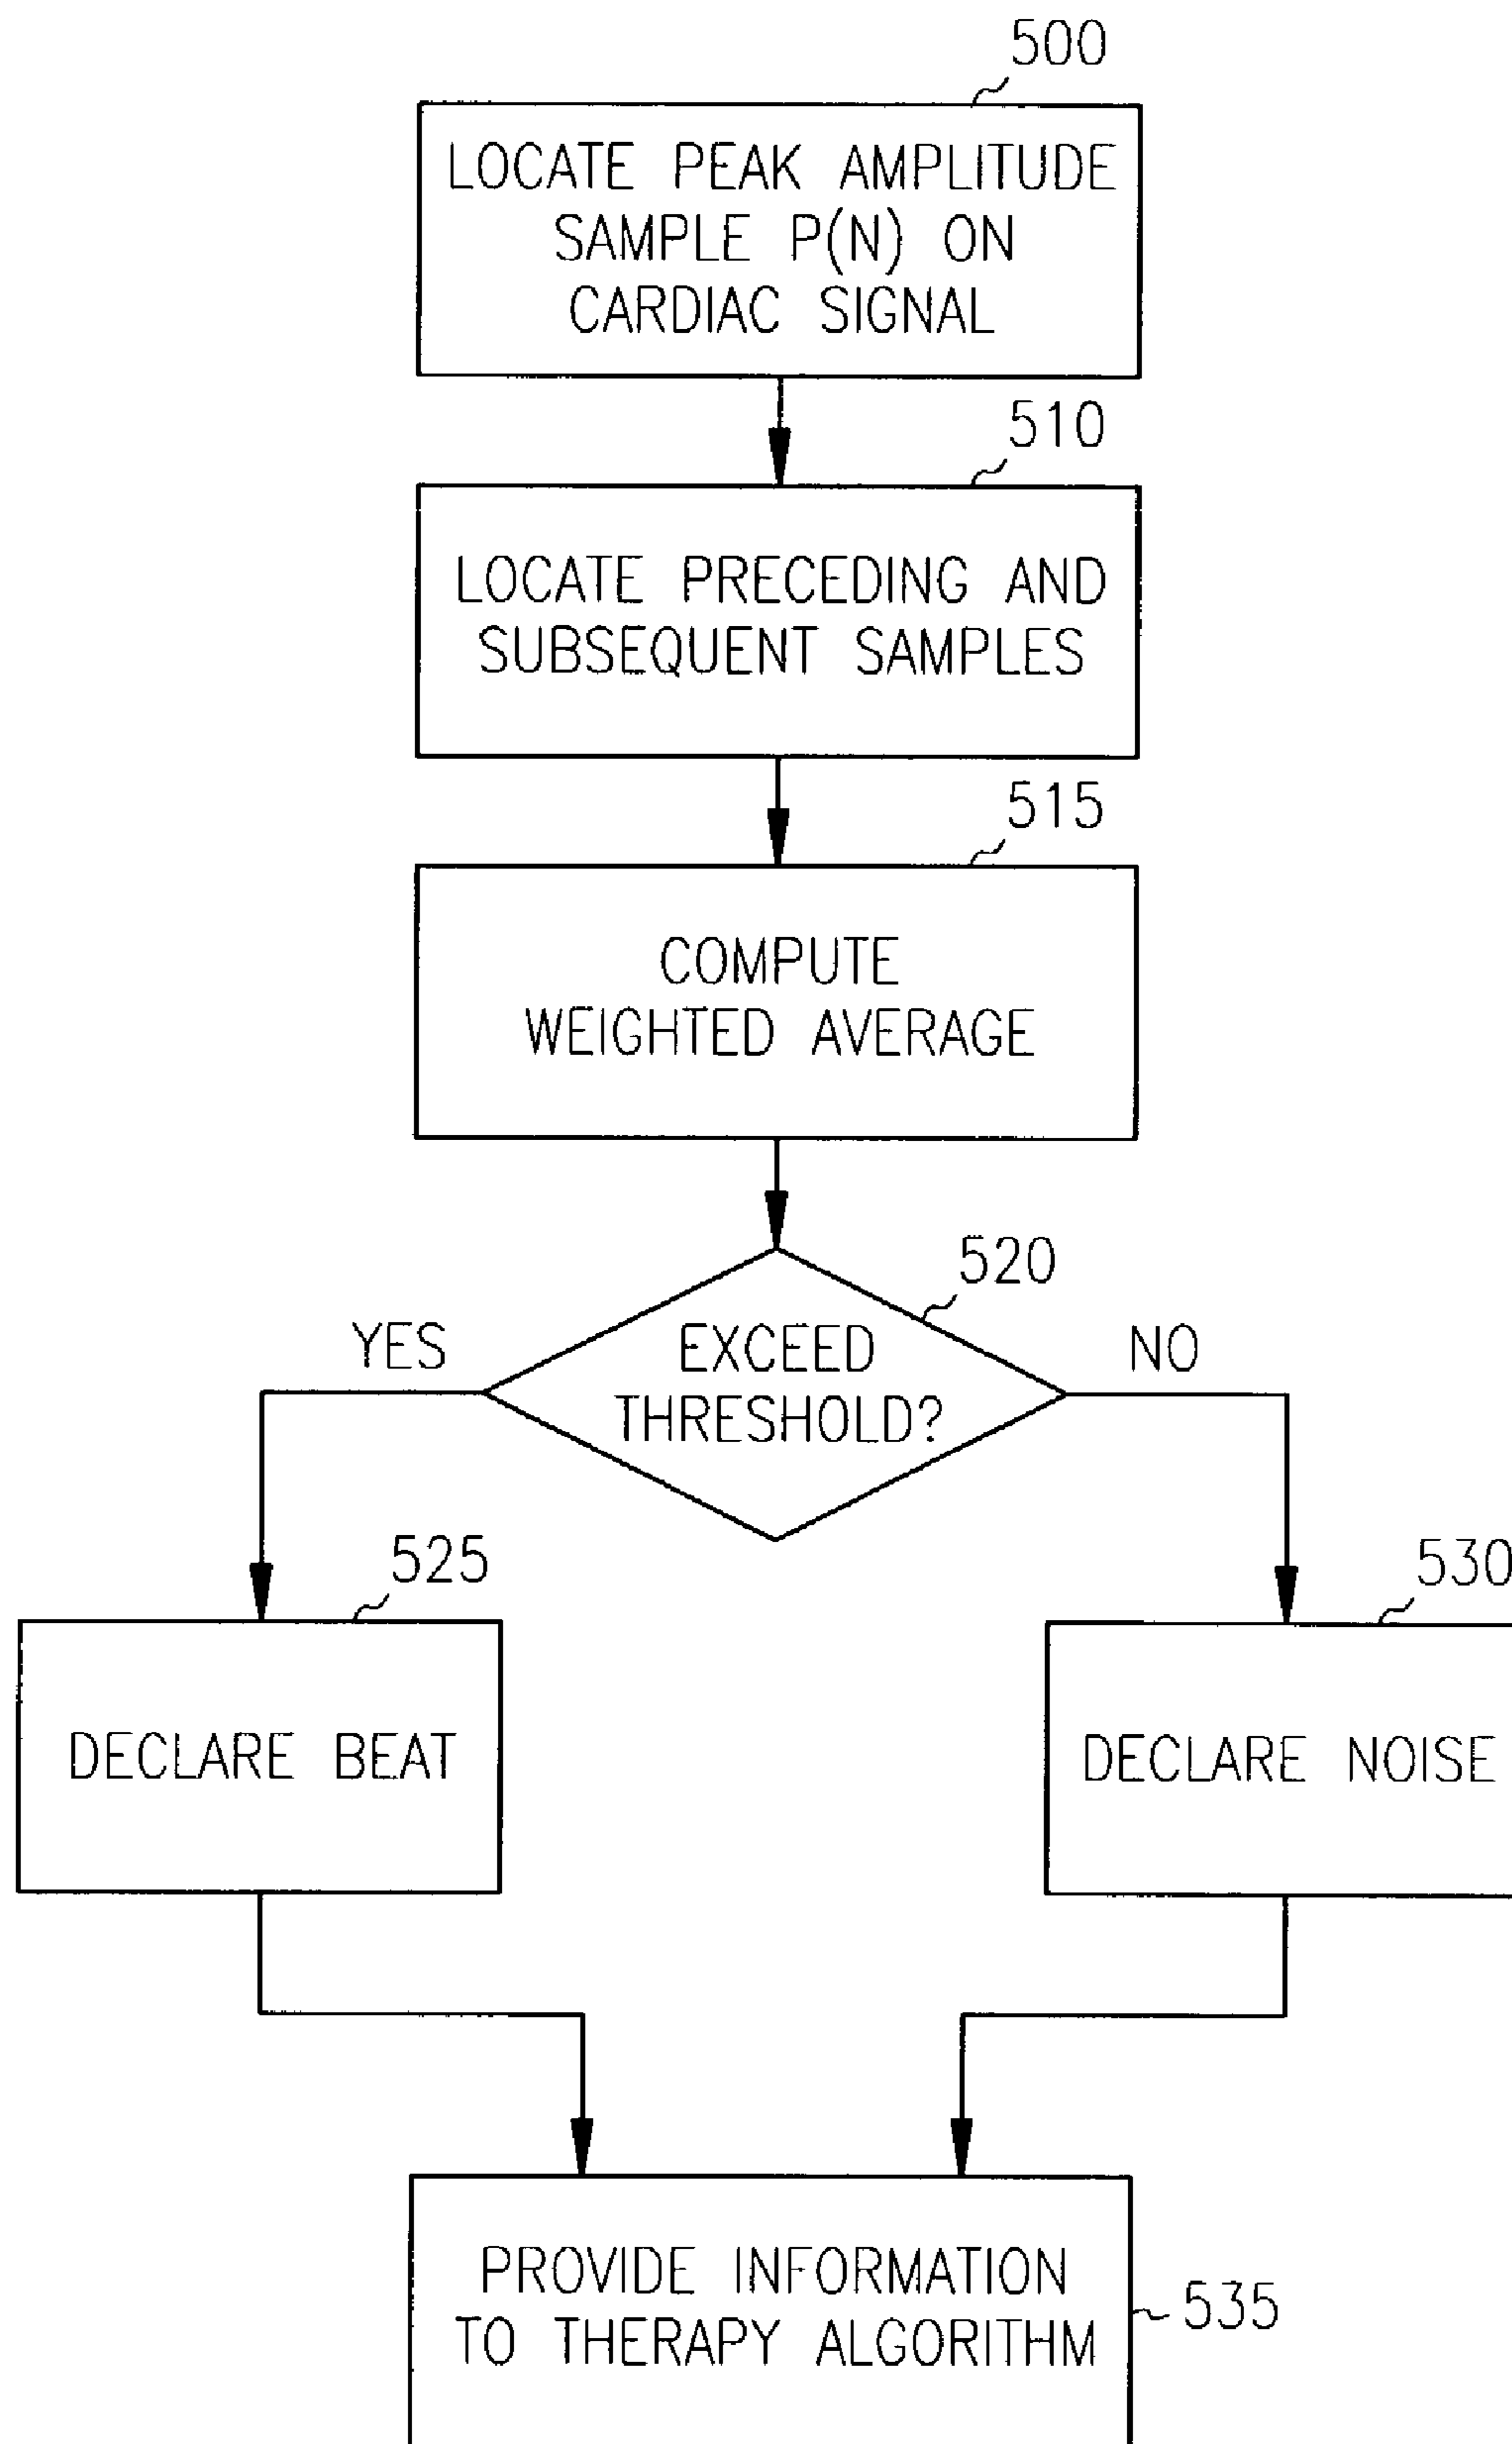 500
LOCATE PEAK AMPLITUDE
SAMPLE P(N) ON
CARDIAC SIGNAL
510
LOCATE PRECEDING AND
SUBSEQUENT SAMPLES
515
COMPUTE
WEIGHTED AVERAGE
520
EXCEED
THRESHOLD?
YES
NO
525
DECLARE BEAT
530
DECLARE NOISE
PROVIDE INFORMATION
TO THERAPY ALGORITHM
535